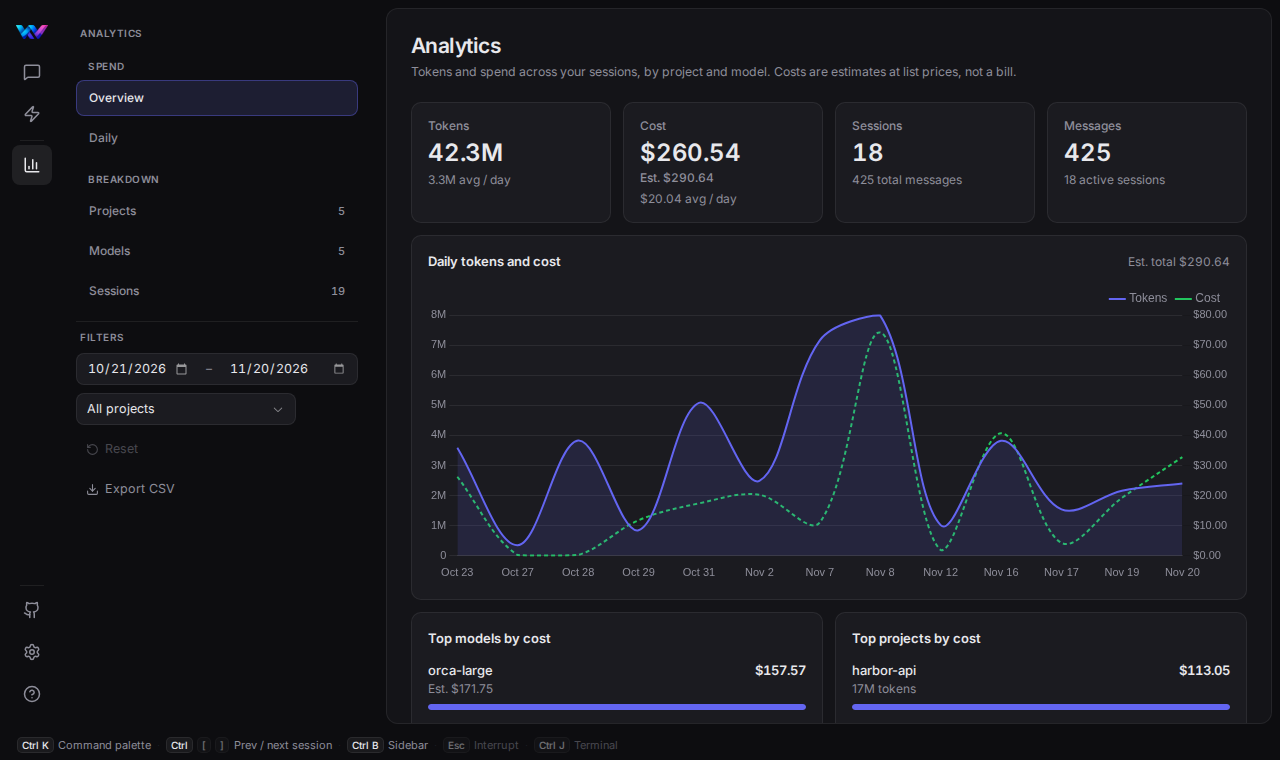 ANALYTICS
SPEND
Overview
Daily
BREAKDOWN
Projects 5
Models 5
Sessions 19
FILTERS
10/21/2026 – 11/20/2026
All projects
Reset
Export CSV
Analytics
Tokens and spend across your sessions, by project and model. Costs are estimates at list prices, not a bill.
Tokens
42.3M
3.3M avg / day
Cost
$260.54
Est. $290.64
$20.04 avg / day
Sessions
18
425 total messages
Messages
425
18 active sessions
Daily tokens and cost Est. total $290.64
Tokens Cost
8M $80.00
7M $70.00
6M $60.00
5M $50.00
4M $40.00
3M $30.00
2M $20.00
1M $10.00
0 $0.00
Oct 23 Oct 27 Oct 28 Oct 29 Oct 31 Nov 2 Nov 7 Nov 8 Nov 12 Nov 16 Nov 17 Nov 19 Nov 20
Top models by cost
orca-large $157.57
Est. $171.75
Top projects by cost
harbor-api $113.05
17M tokens
Ctrl K Command palette Ctrl [ ] Prev / next session Ctrl B Sidebar Esc Interrupt Ctrl J Terminal